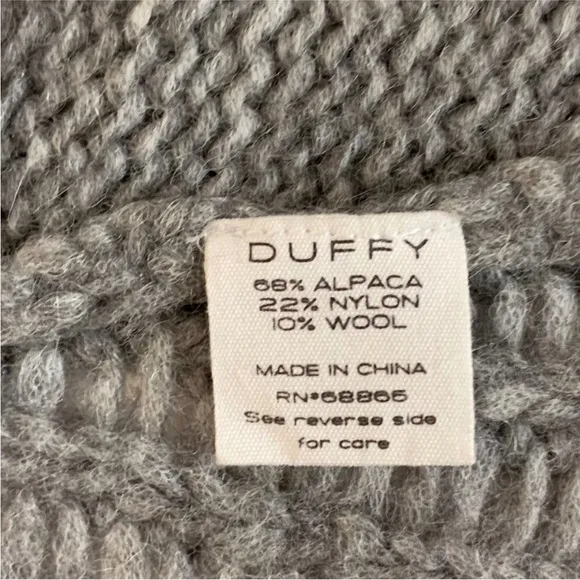 DUFFY
68% ALPACA
22% NYLON
10% WOOL
MADE IN CHINA
RN#68865
See reverse side
for care